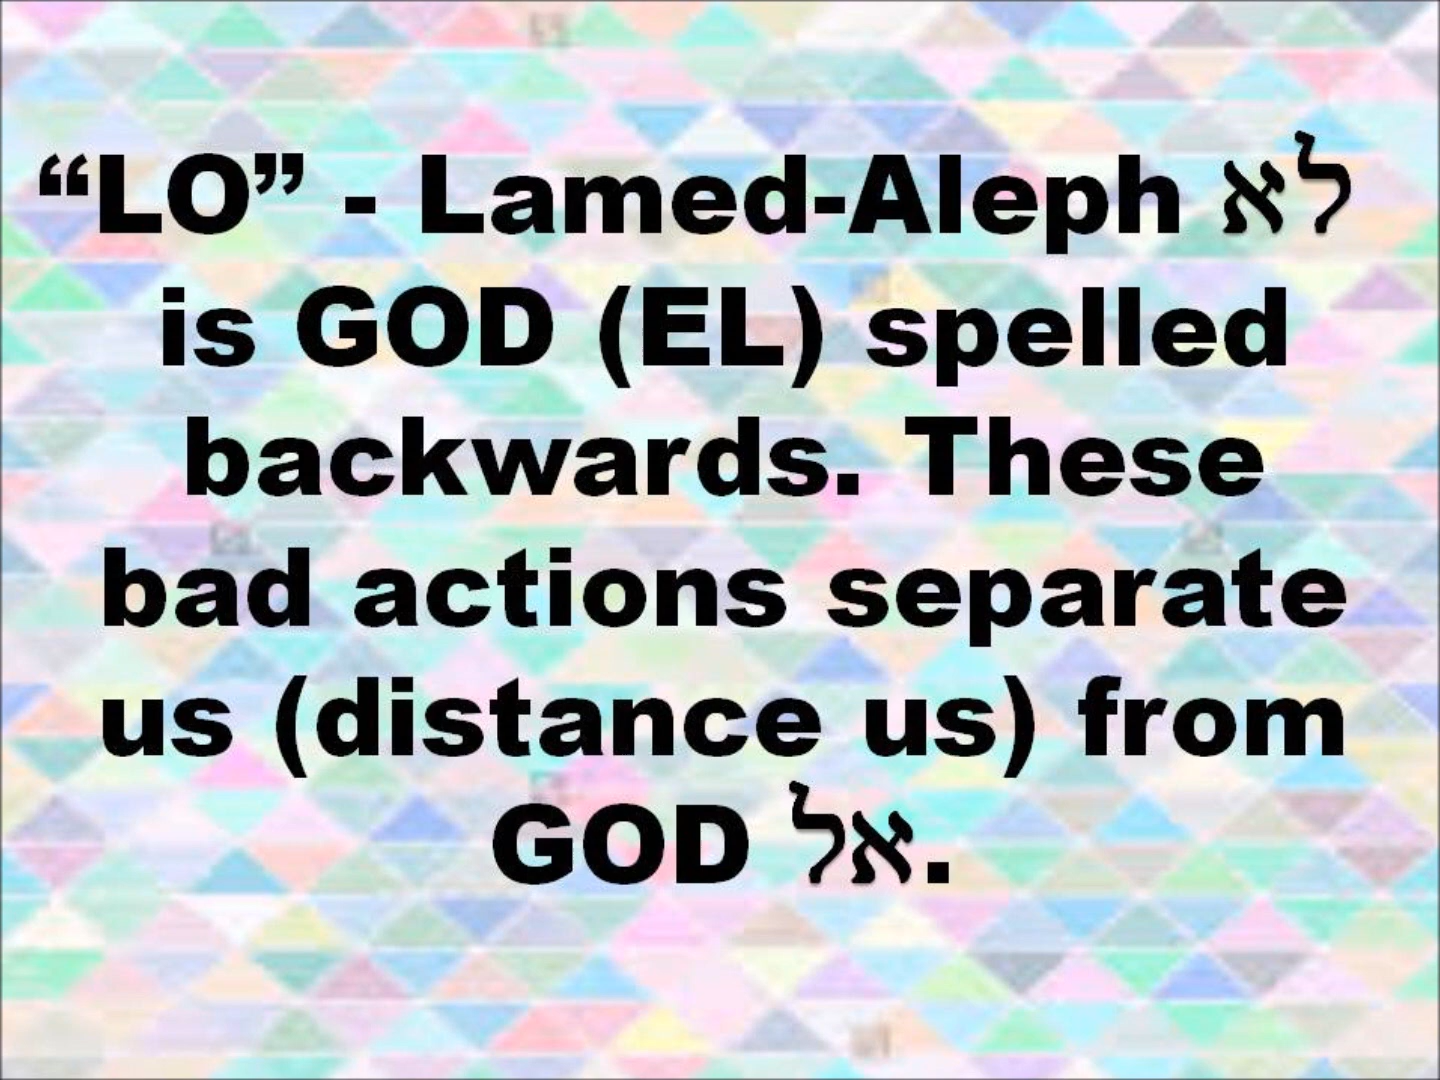 “LO” - Lamed-Aleph לא
is GOD (EL) spelled
backwards. These
bad actions separate
us (distance us) from
GOD אל.